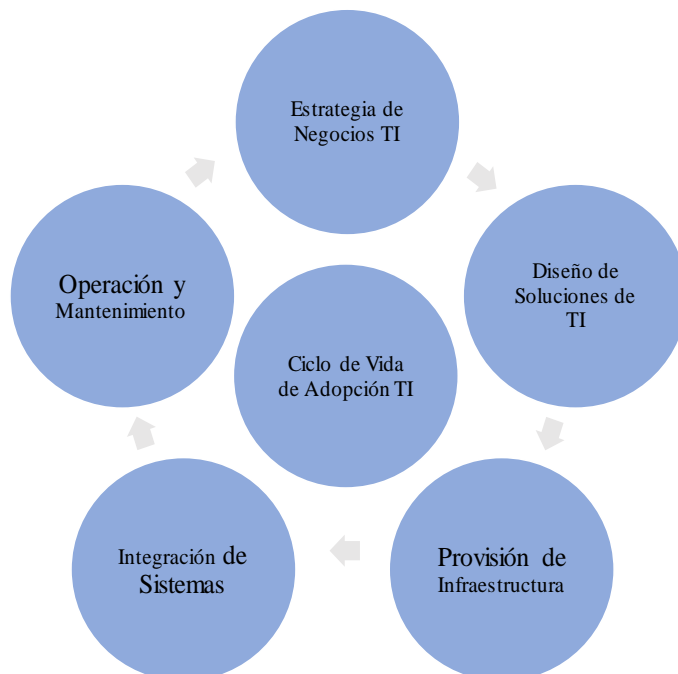 Estrategia de
Negocios TI
Diseño de
Soluciones de
TI
Provisión de
Infraestructura
Integración de
Sistemas
Operación y
Mantenimiento
Ciclo de Vida
de Adopción TI